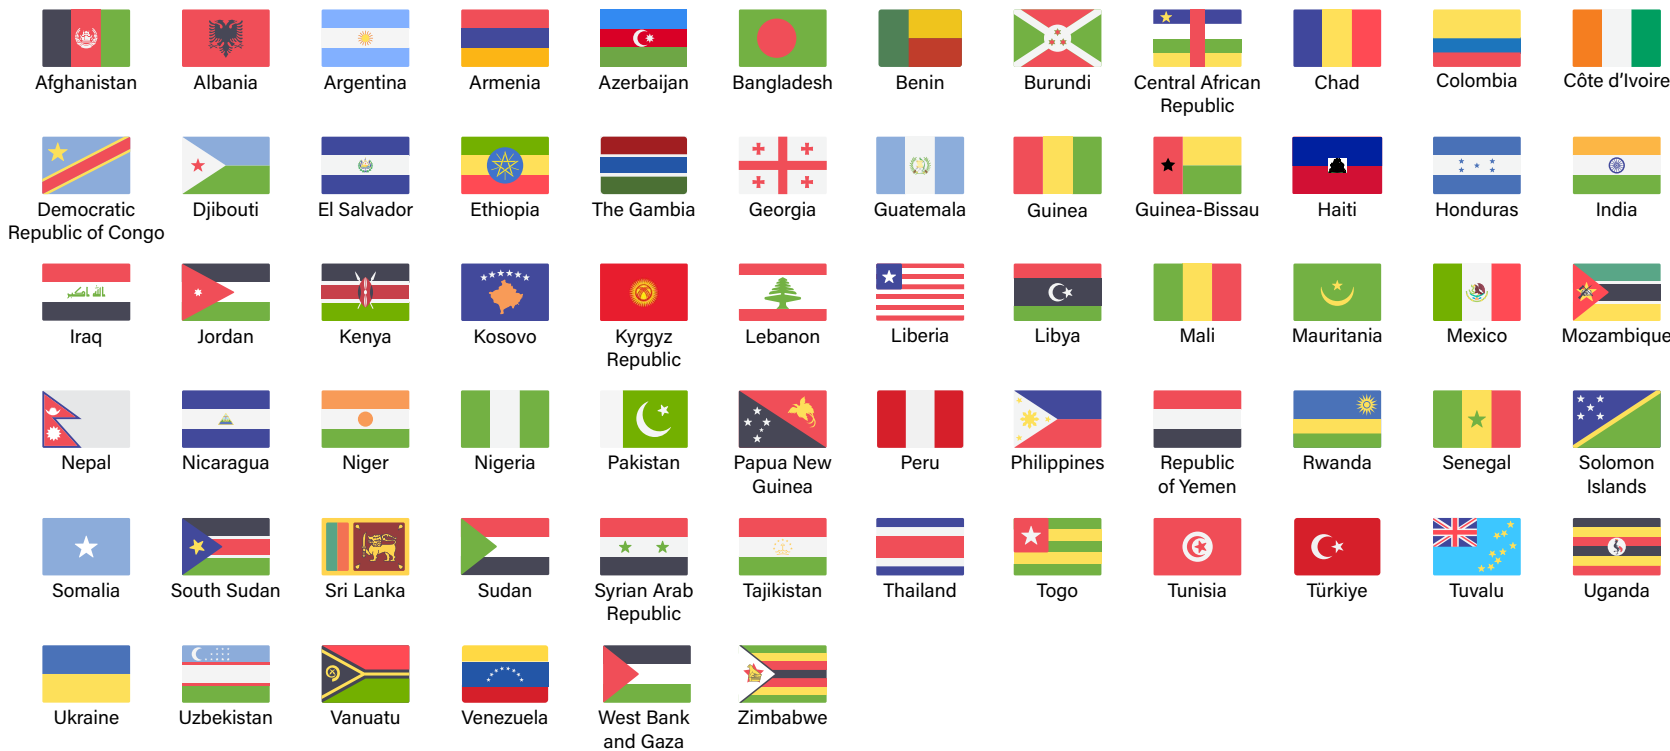 Afghanistan
Albania
Argentina
Armenia
Azerbaijan
Bangladesh
Benin
Burundi
Central African
Republic
Chad
Colombia
Côte d’Ivoire
Democratic
Republic of Congo
Djibouti
El Salvador
Ethiopia
The Gambia
Georgia
Guatemala
Guinea
Guinea-Bissau
Haiti
Honduras
India
الله اكبر
Iraq
Jordan
Kenya
Kosovo
Kyrgyz
Republic
Lebanon
Liberia
Libya
Mali
Mauritania
Mexico
Mozambique
Nepal
Nicaragua
Niger
Nigeria
Pakistan
Papua New
Guinea
Peru
Philippines
Republic
of Yemen
Rwanda
Senegal
Solomon
Islands
Somalia
South Sudan
Sri Lanka
Sudan
Syrian Arab
Republic
Tajikistan
Thailand
Togo
Tunisia
Türkiye
Tuvalu
Uganda
Ukraine
Uzbekistan
Vanuatu
Venezuela
West Bank
and Gaza
Zimbabwe